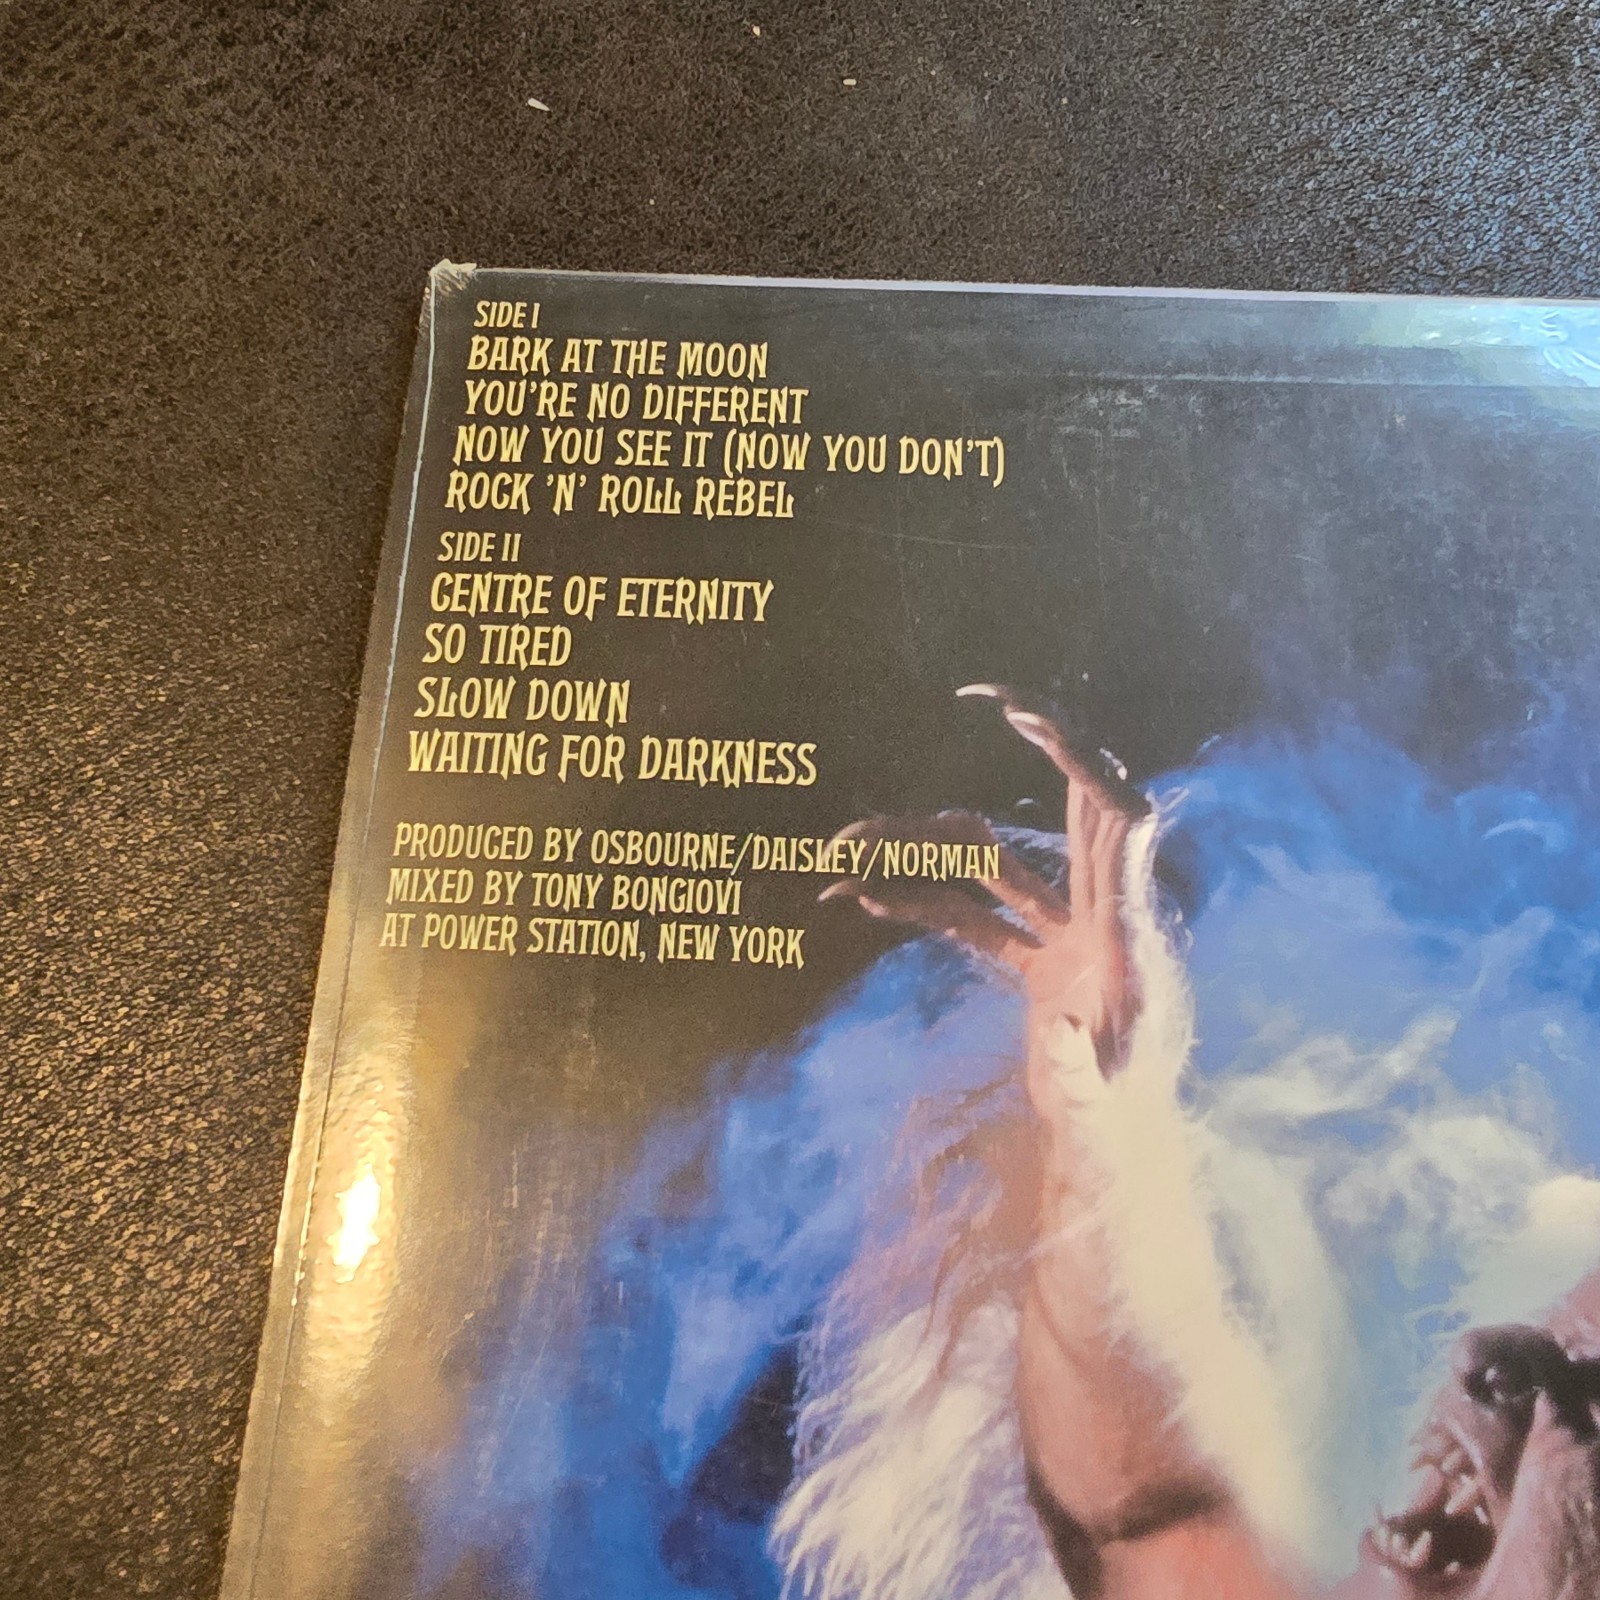 SIDE I
BARK AT THE MOON
YOU'RE NO DIFFERENT
NOW YOU SEE IT (NOW YOU DON'T)
ROCK 'N' ROLL REBEL
SIDE II
CENTRE OF ETERNITY
SO TIRED
SLOW DOWN
WAITING FOR DARKNESS
PRODUCED BY OSBOURNE/DAISLEY/NORMAN
MIXED BY TONY BONGIOVI
AT POWER STATION, NEW YORK